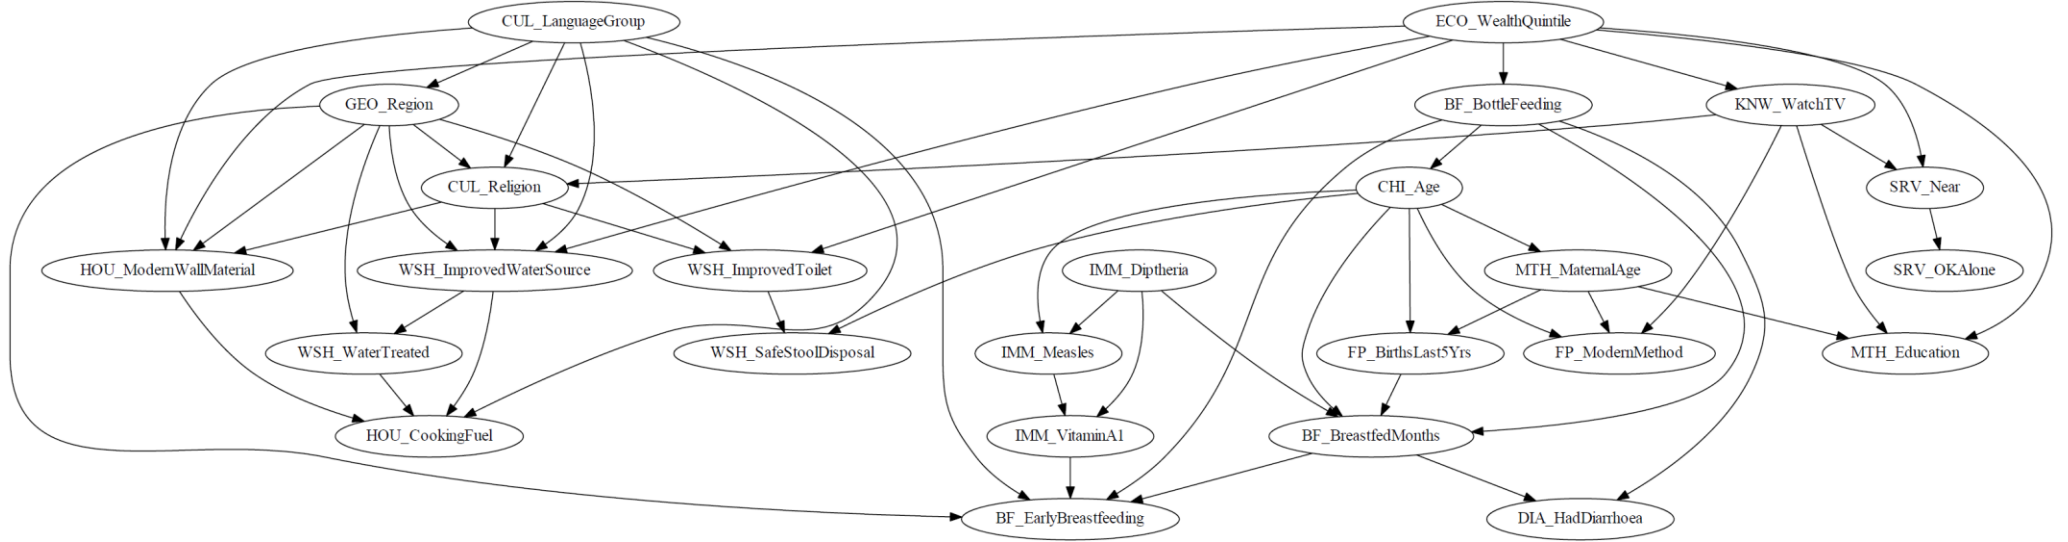 CUL_LanguageGroup
ECO_WealthQuintile
GEO_Region
BF_BottleFeeding
KNW_WatchTV
CUL_Religion
CHI_Age
SRV_Near
HOU_ModernWallMaterial
WSH_ImprovedWaterSource
WSH_ImprovedToilet
IMM_Diptheria
MTH_MaternalAge
SRV_OKAlone
WSH_WaterTreated
WSH_SafeStoolDisposal
IMM_Measles
FP_BirthsLast5Yrs
FP_ModernMethod
MTH_Education
HOU_CookingFuel
IMM_VitaminA1
BF_BreastfedMonths
BF_EarlyBreastfeeding
DIA_HadDiarrhoea